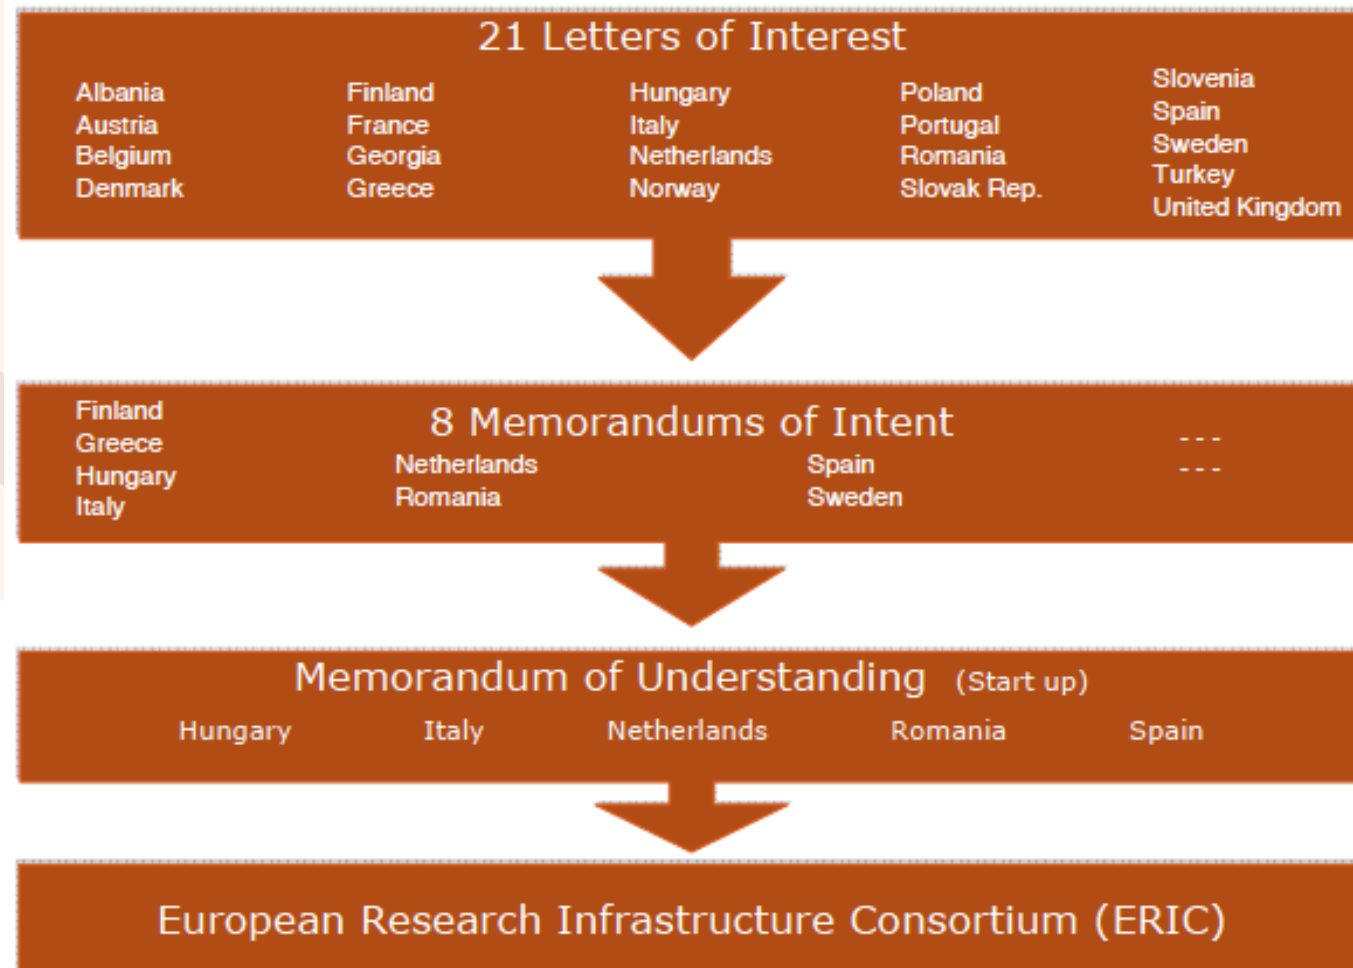 21 Letters of Interest
Albania
Austria
Belgium
Denmark
Finland
France
Georgia
Greece
Hungary
Italy
Netherlands
Norway
Poland
Portugal
Romania
Slovak Rep.
Slovenia
Spain
Sweden
Turkey
United Kingdom
8 Memorandums of Intent
Finland
Greece
Hungary
Italy
Netherlands
Romania
Spain
Sweden
- - -
- - -
Memorandum of Understanding (Start up)
Hungary Italy Netherlands Romania Spain
European Research Infrastructure Consortium (ERIC)